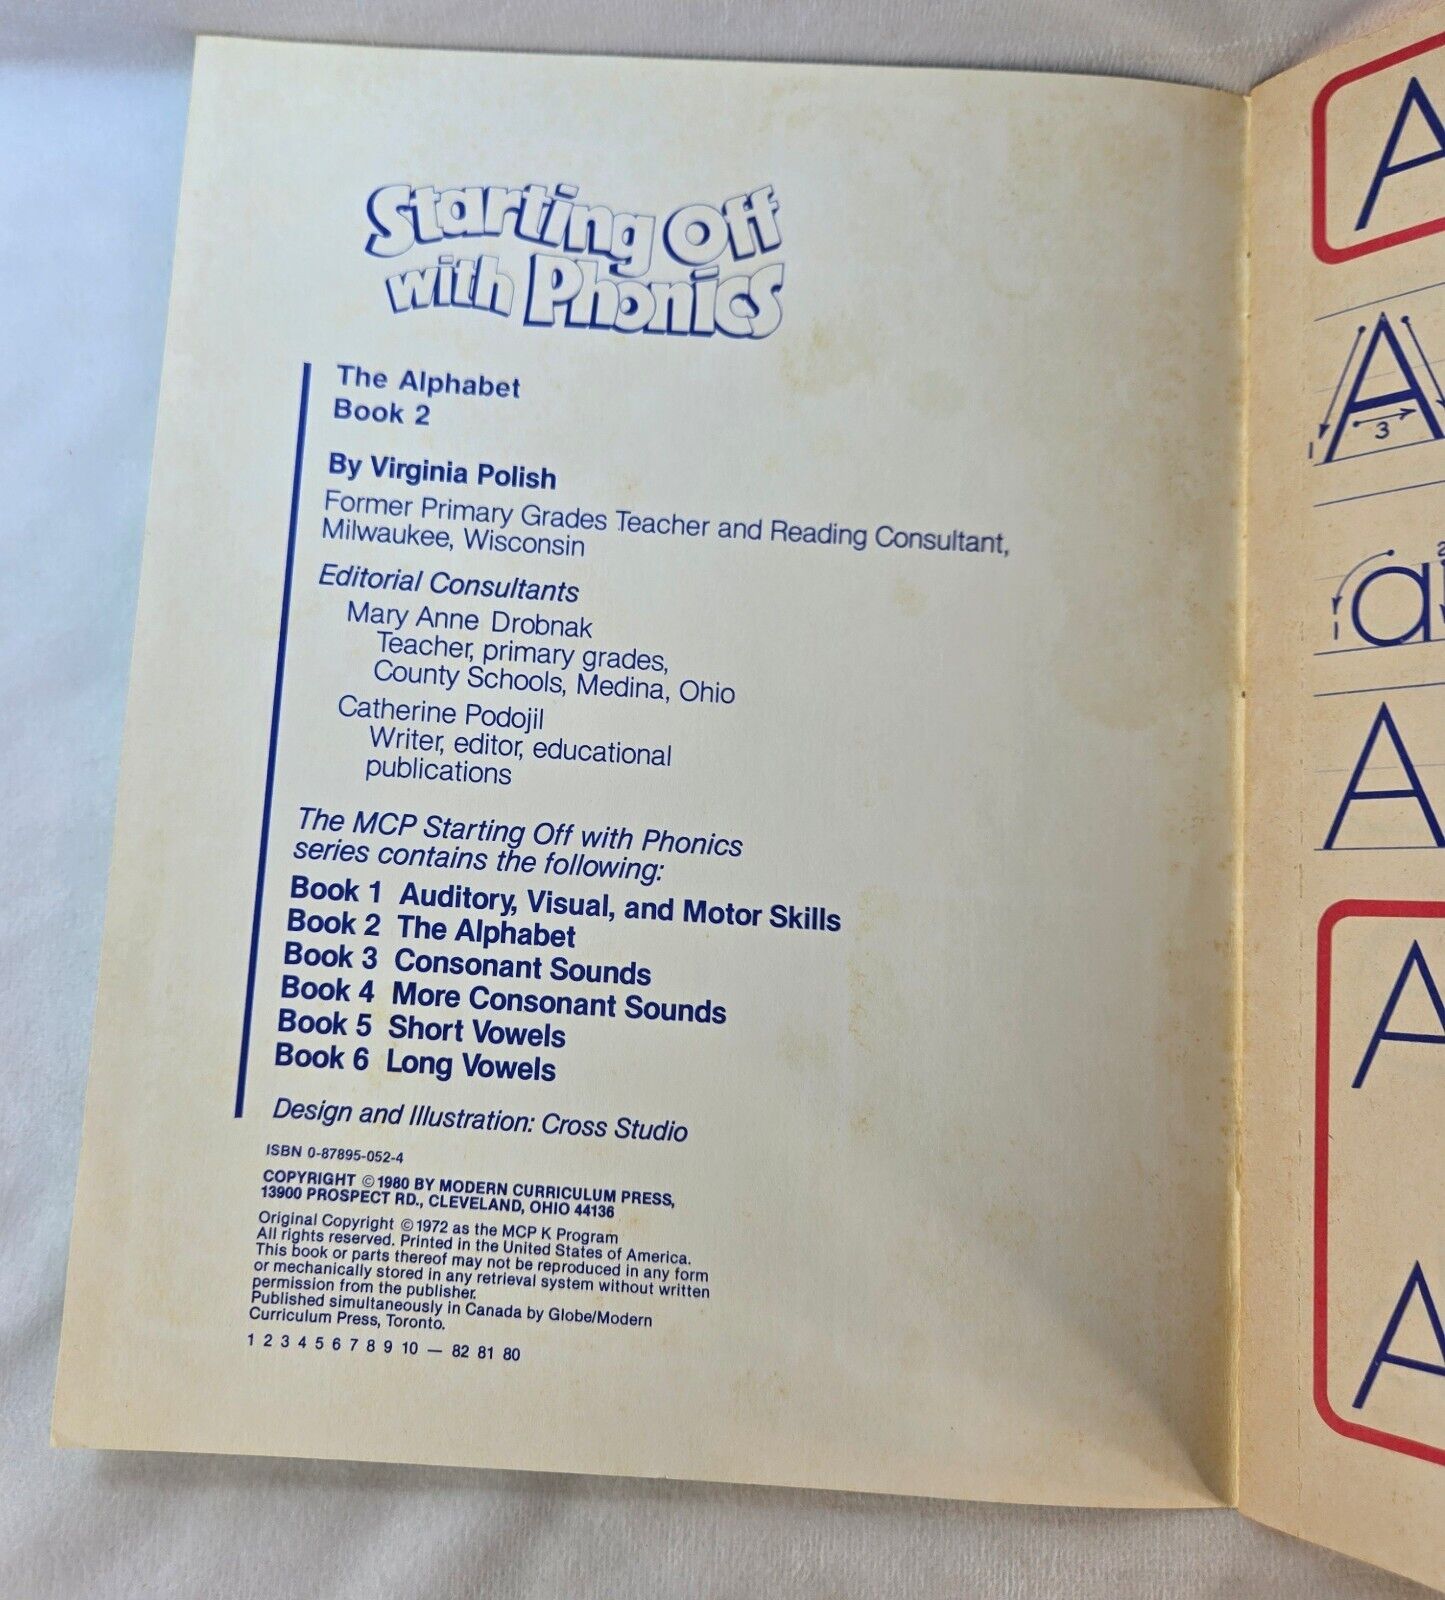 Starting Off
with Phonics
The Alphabet
Book 2
By Virginia Polish
Former Primary Grades Teacher and Reading Consultant,
Milwaukee, Wisconsin
Editorial Consultants
Mary Anne Drobnak
Teacher, primary grades,
County Schools, Medina, Ohio
Catherine Podojil
Writer, editor, educational
publications
The MCP Starting Off with Phonics
series contains the following:
Book 1 Auditory, Visual, and Motor Skills
Book 2 The Alphabet
Book 3 Consonant Sounds
Book 4 More Consonant Sounds
Book 5 Short Vowels
Book 6 Long Vowels
Design and Illustration: Cross Studio
ISBN 0-87895-052-4
COPYRIGHT © 1980 BY MODERN CURRICULUM PRESS,
13900 PROSPECT RD., CLEVELAND, OHIO 44136
Original Copyright © 1972 as the MCP K Program
All rights reserved. Printed in the United States of America.
This book or parts thereof may not be reproduced in any form
or mechanically stored in any retrieval system without written
permission from the publisher.
Published simultaneously in Canada by Globe/Modern
Curriculum Press, Toronto.
1 2 3 4 5 6 7 8 9 10 — 82 81 80
A
1 A 3
1 a 2
A
A
A